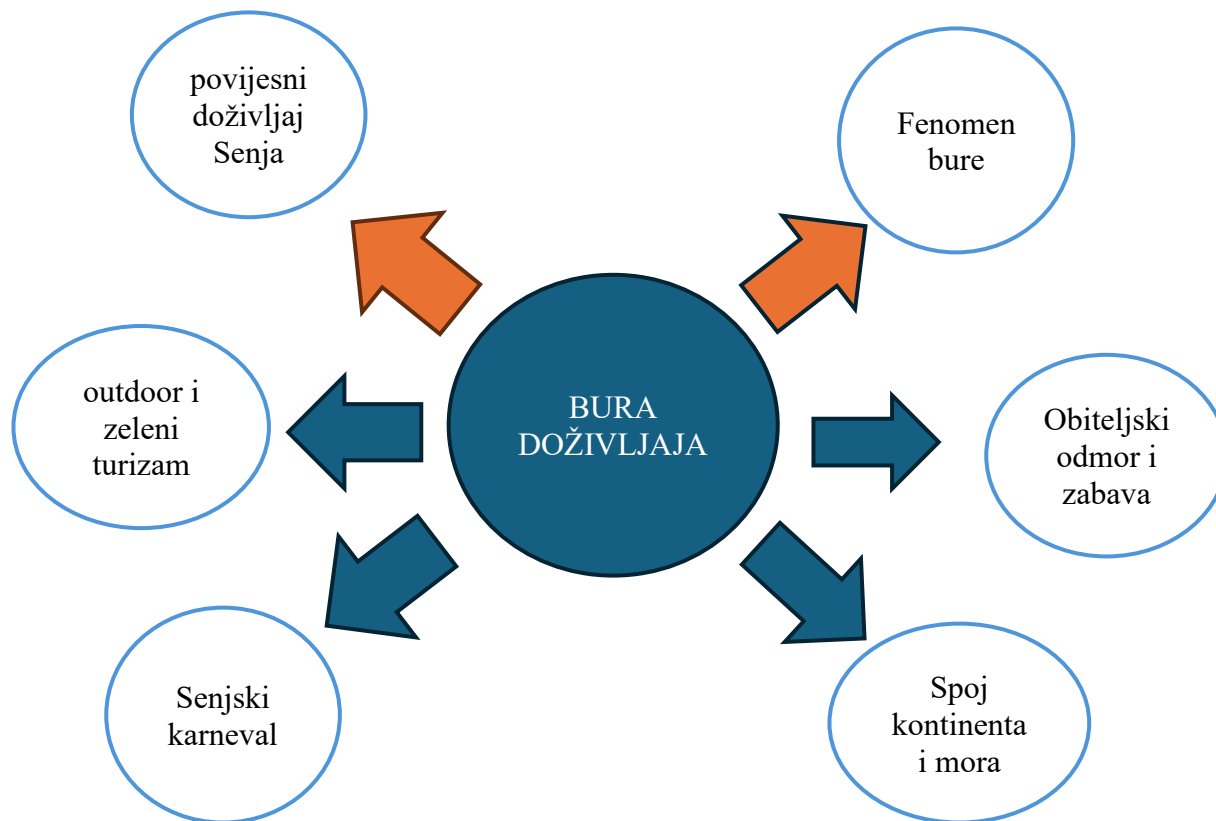 povijesni
doživljaj
Senja
Fenomen
bure
outdoor i
zeleni
turizam
BURA
DOŽIVLJAJA
Obiteljski
odmor i
zabava
Senjski
karneval
Spoj
kontinenta
i mora